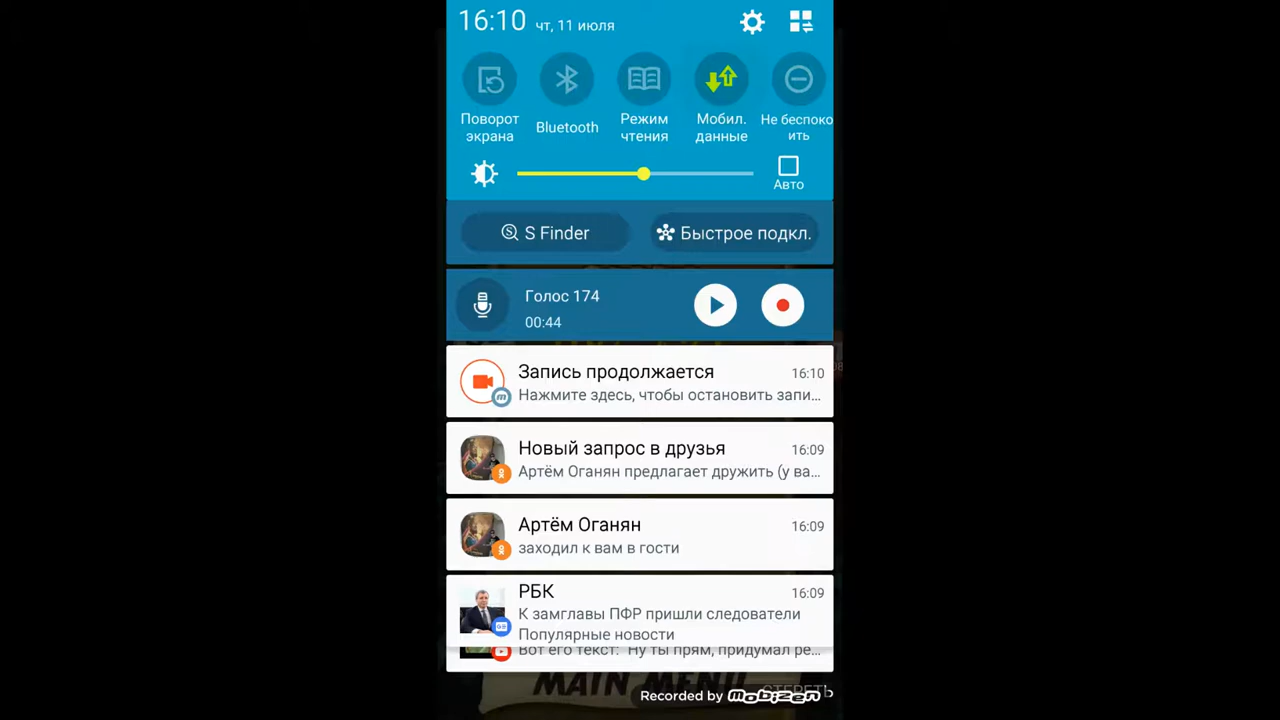 16:10 чт, 11 июля
Поворот экрана
Bluetooth
Режим чтения
Мобил. данные
Не беспоко
ить
Авто
S Finder
Быстрое подкл.
Голос 174
00:44
Запись продолжается 16:10
Нажмите здесь, чтобы остановить запи...
Новый запрос в друзья 16:09
Артём Оганян предлагает дружить (у ва...
Артём Оганян 16:09
заходил к вам в гости
РБК 16:09
К замглавы ПФР пришли следователи
Популярные новости
Вот его текст: Ну ты прям, придумал ре...
MAIN MENU
Recorded by mobizen